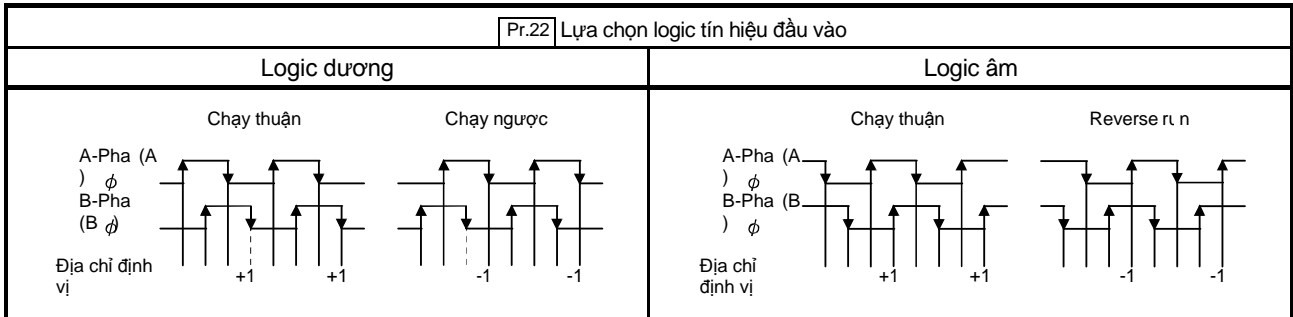 Pr.22 Lựa chọn logic tín hiệu đầu vào
Logic dương
Logic âm
Chạy thuận
Chạy ngược
A-Pha (A
) ϕ
B-Pha
(B ϕ)
Địa chỉ định
vị
+1
+1
-1
-1
Chạy thuận
Reverse run
A-Pha (A
) ϕ
B-Pha (B
) ϕ
Địa chỉ
định vị
+1
+1
-1
-1